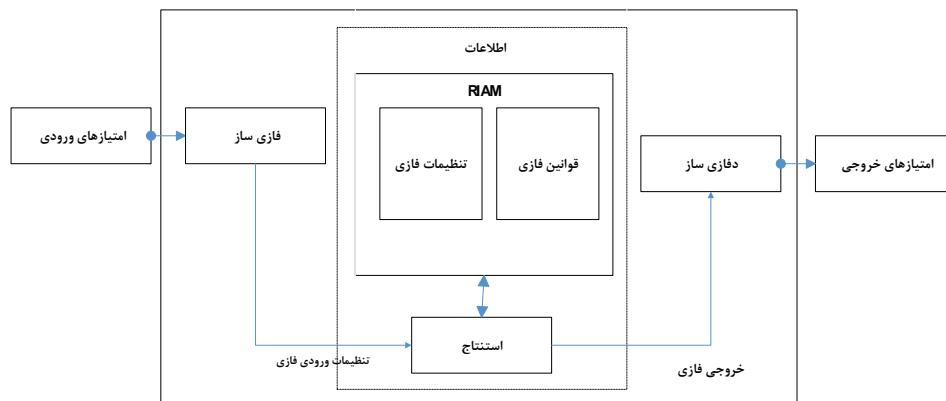 اطلاعات
RIAM
امتیازهای ورودی
فازی ساز
تنظیمات فازی
قوانین فازی
دفازی ساز
امتیازهای خروجی
استنتاج
تنظیمات ورودی فازی
خروجی فازی